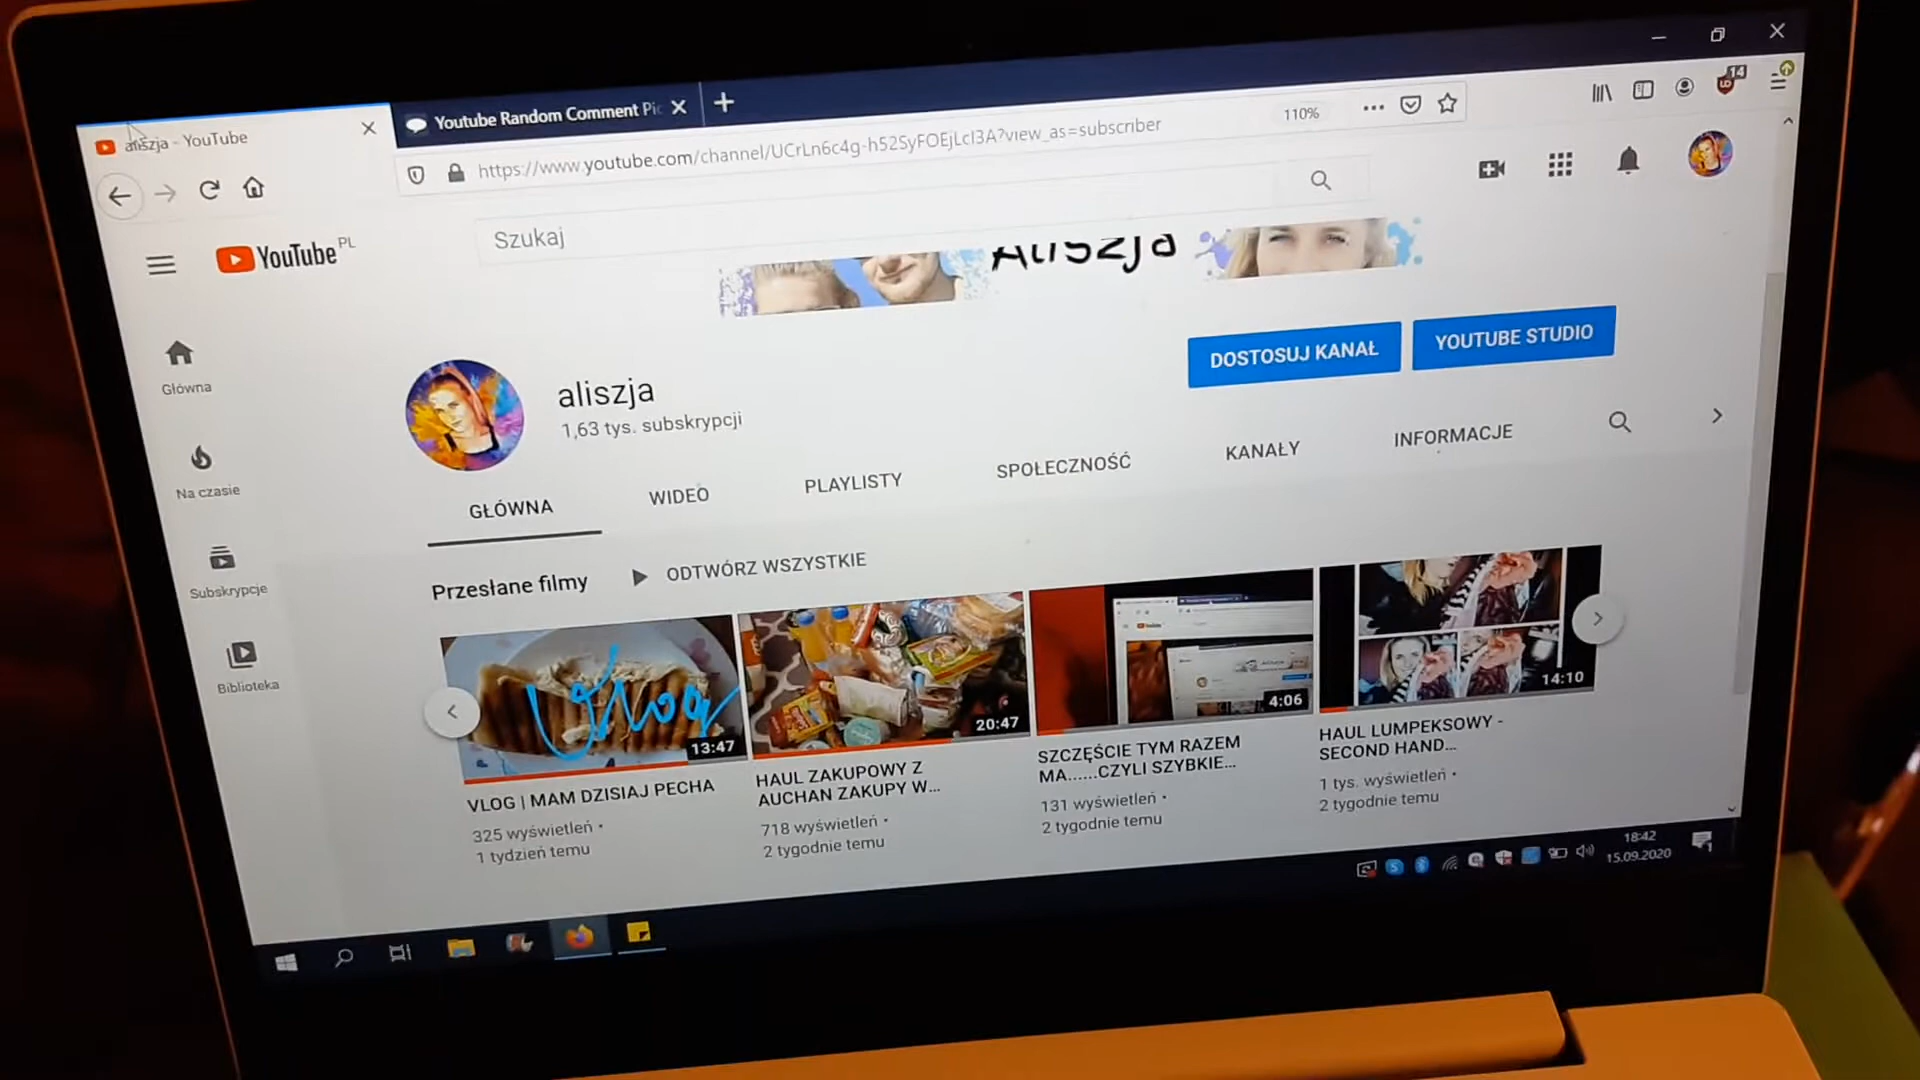 aliszja - YouTube
Youtube Random Comment Pic
https://www.youtube.com/channel/UCrLn6c4g-h52SyFOEjLcI3A?view_as=subscriber
110%
14
YouTube PL
Szukaj
Aliszja
Główna
Na czasie
Subskrypcje
Biblioteka
aliszja
1,63 tys. subskrypcji
DOSTOSUJ KANAŁ
YOUTUBE STUDIO
GŁÓWNA
WIDEO
PLAYLISTY
SPOŁECZNOŚĆ
KANAŁY
INFORMACJE
Przesłane filmy
ODTWÓRZ WSZYSTKIE
Vlog
13:47
20:47
4:06
14:10
VLOG | MAM DZISIAJ PECHA
325 wyświetleń •
1 tydzień temu
HAUL ZAKUPOWY Z
AUCHAN ZAKUPY W...
718 wyświetleń •
2 tygodnie temu
SZCZĘŚCIE TYM RAZEM
MA......CZYLI SZYBKIE...
131 wyświetleń •
2 tygodnie temu
HAUL LUMPEKSOWY -
SECOND HAND...
1 tys. wyświetleń •
2 tygodnie temu
18:42
15.09.2020